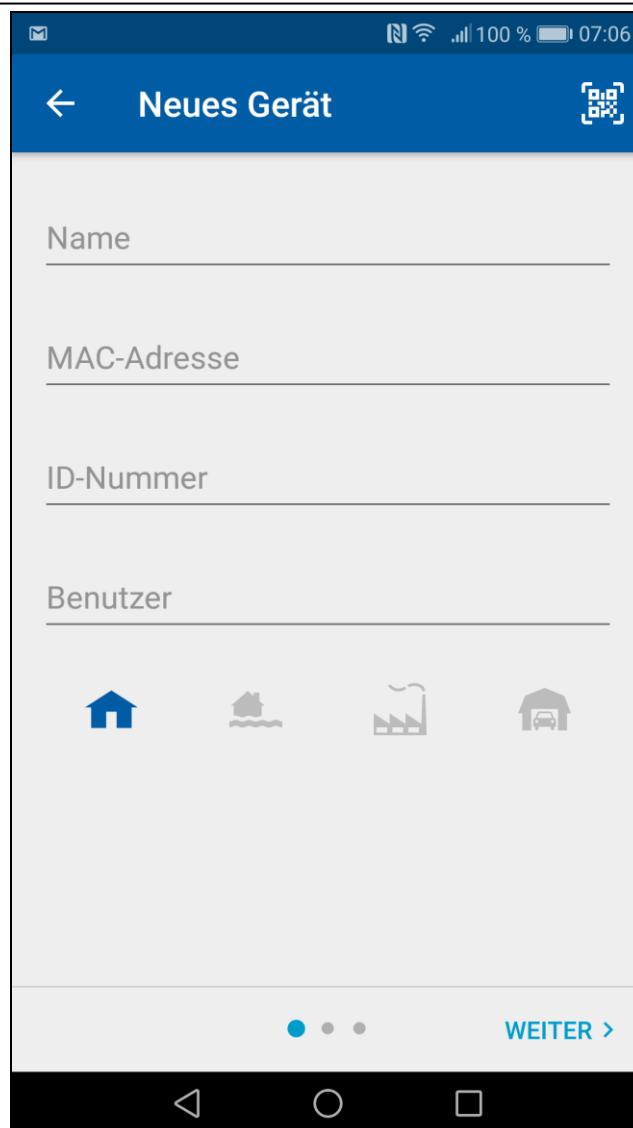 100 % 07:06
Neues Gerät
Name
MAC-Adresse
ID-Nummer
Benutzer
WEITER >